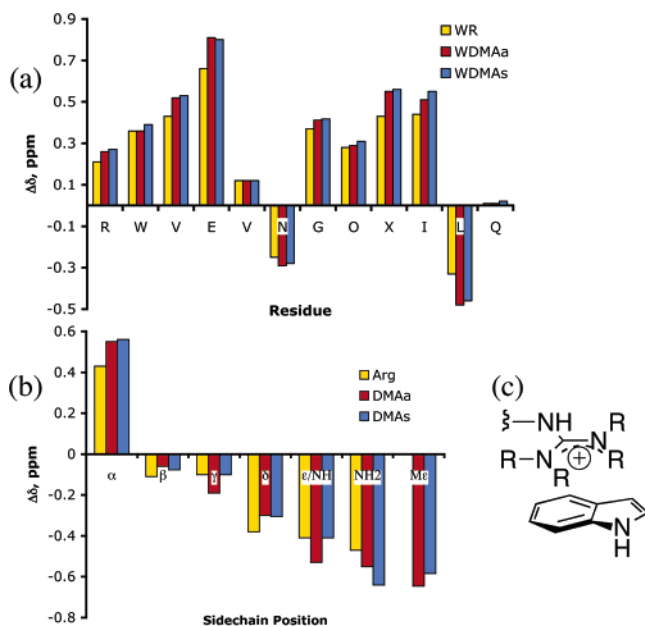 (a)
Δδ, ppm
0.9
0.7
0.5
0.3
0.1
-0.1
-0.3
-0.5
WR
WDMAa
WDMAs
R W V E V N G O X I L Q
Residue
(b)
Δδ, ppm
0.6
0.4
0.2
0
-0.2
-0.4
-0.6
-0.8
Arg
DMAa
DMAs
α β γ δ ε/NH NH2 Mε
Sidechain Position
(c)
NH R
N
R-N + R
R
N
H